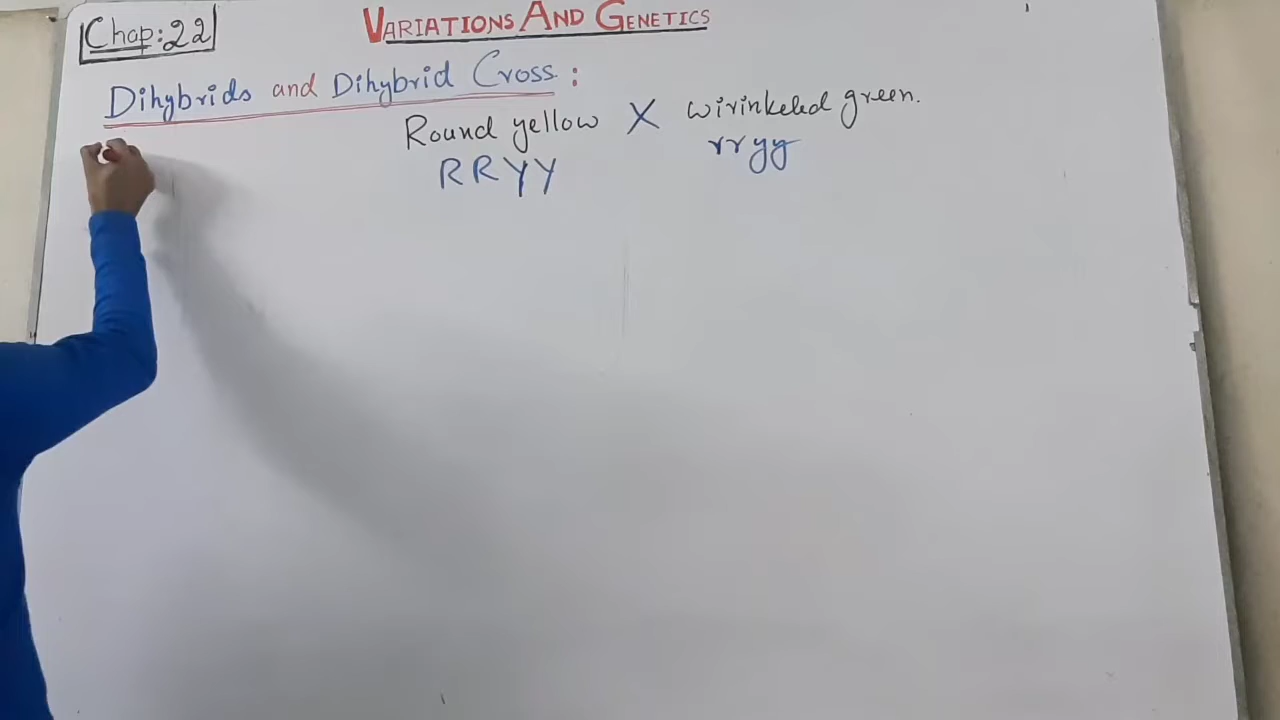 Chap:22
VARIATIONS AND GENETICS
Dihybrids and Dihybrid Cross:
Round yellow X wirinkeled green.
RRYY rryy